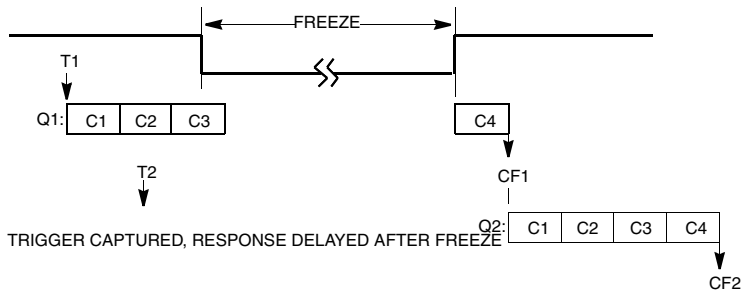 FREEZE
T1
Q1: C1 C2 C3 C4
T2
CF1
Q2: C1 C2 C3 C4
TRIGGER CAPTURED, RESPONSE DELAYED AFTER FREEZE
CF2